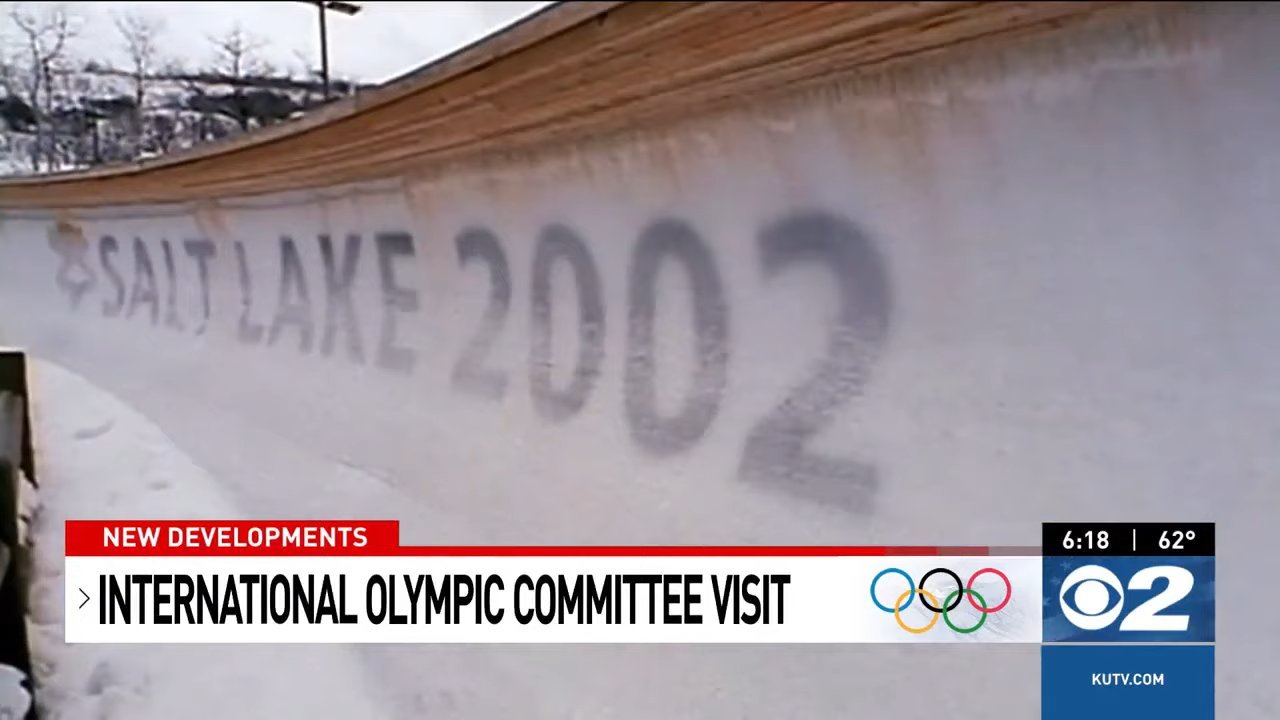 SALT LAKE 2002
NEW DEVELOPMENTS
INTERNATIONAL OLYMPIC COMMITTEE VISIT
6:18 | 62°
2
KUTV.COM